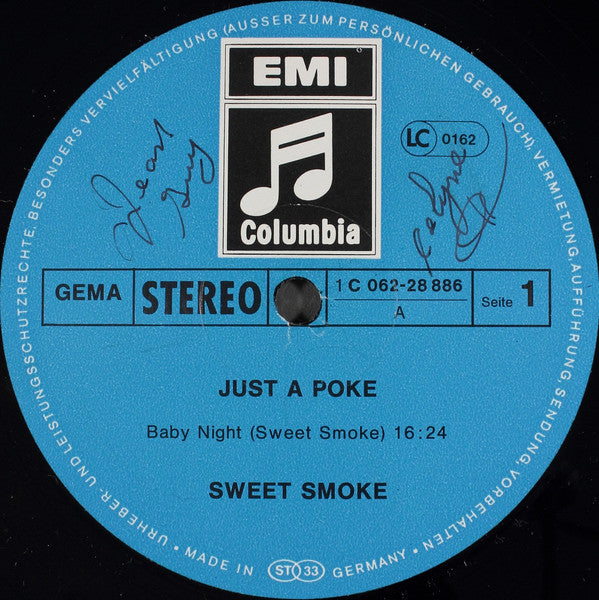 EMI
Columbia
LC 0162
GEMA
STEREO
1 C 062-28 886
A
Seite 1
JUST A POKE
Baby Night (Sweet Smoke) 16:24
SWEET SMOKE
URHEBER- UND LEISTUNGSSCHUTZRECHTE, BESONDERS VERVIELFÄLTIGUNG (AUSSER ZUM PERSÖNLICHEN GEBRAUCH), VERMIETUNG, AUFFÜHRUNG, SENDUNG, VORBEHALTEN
• MADE IN ST 33 GERMANY •